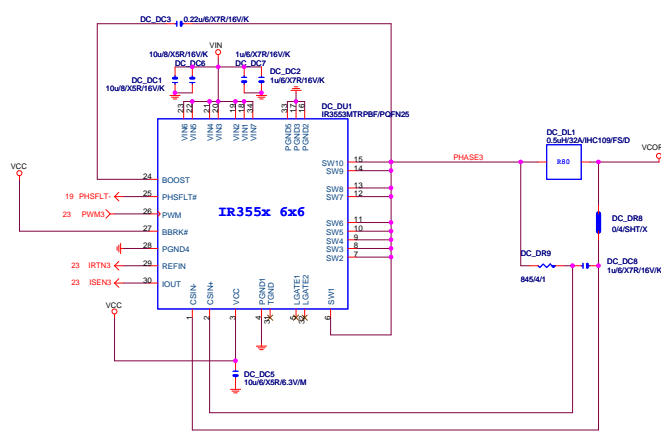 DC_DC3 0.22u/6/X7R/16V/K
VIN
10u/8/X5R/16V/K
DC_DC6
1u/6/X7R/16V/K
DC_DC7
DC_DC1
10u/8/X5R/16V/K
DC_DC2
1u/6/X7R/16V/K
DC_DU1
IR3553MTRPBF/PQFN25
23 22 21 20 19 18 34 33 17 16
VIN6 VIN5 VIN4 VIN3 VIN2 VIN1 VIN7 PGND5 PGND3 PGND2
DC_DL1
0.5uH/32A/IHC109/FS/D
R80
PHASE3
VCC
24 BOOST
19 PHSFLT- 25 PHSFLT#
23 PWM3 26 PWM
27 BBRK#
28 PGND4
23 IRTN3 29 REFIN
23 ISEN3 30 IOUT
IR355x 6x6
SW10 15
SW9 14
SW8 13
SW7 12
SW6 11
SW5 10
SW4 9
SW3 8
SW2 7
DC_DR8
0/4/SHT/X
DC_DR9
845/4/1
DC_DC8
1u/6/X7R/16V/K
CSIN- CSIN+ VCC PGND1 TGND LGATE1 LGATE2 SW1
1 2 3 4 31 5 32 6
VCC
DC_DC5
10u/6/X5R/6.3V/M